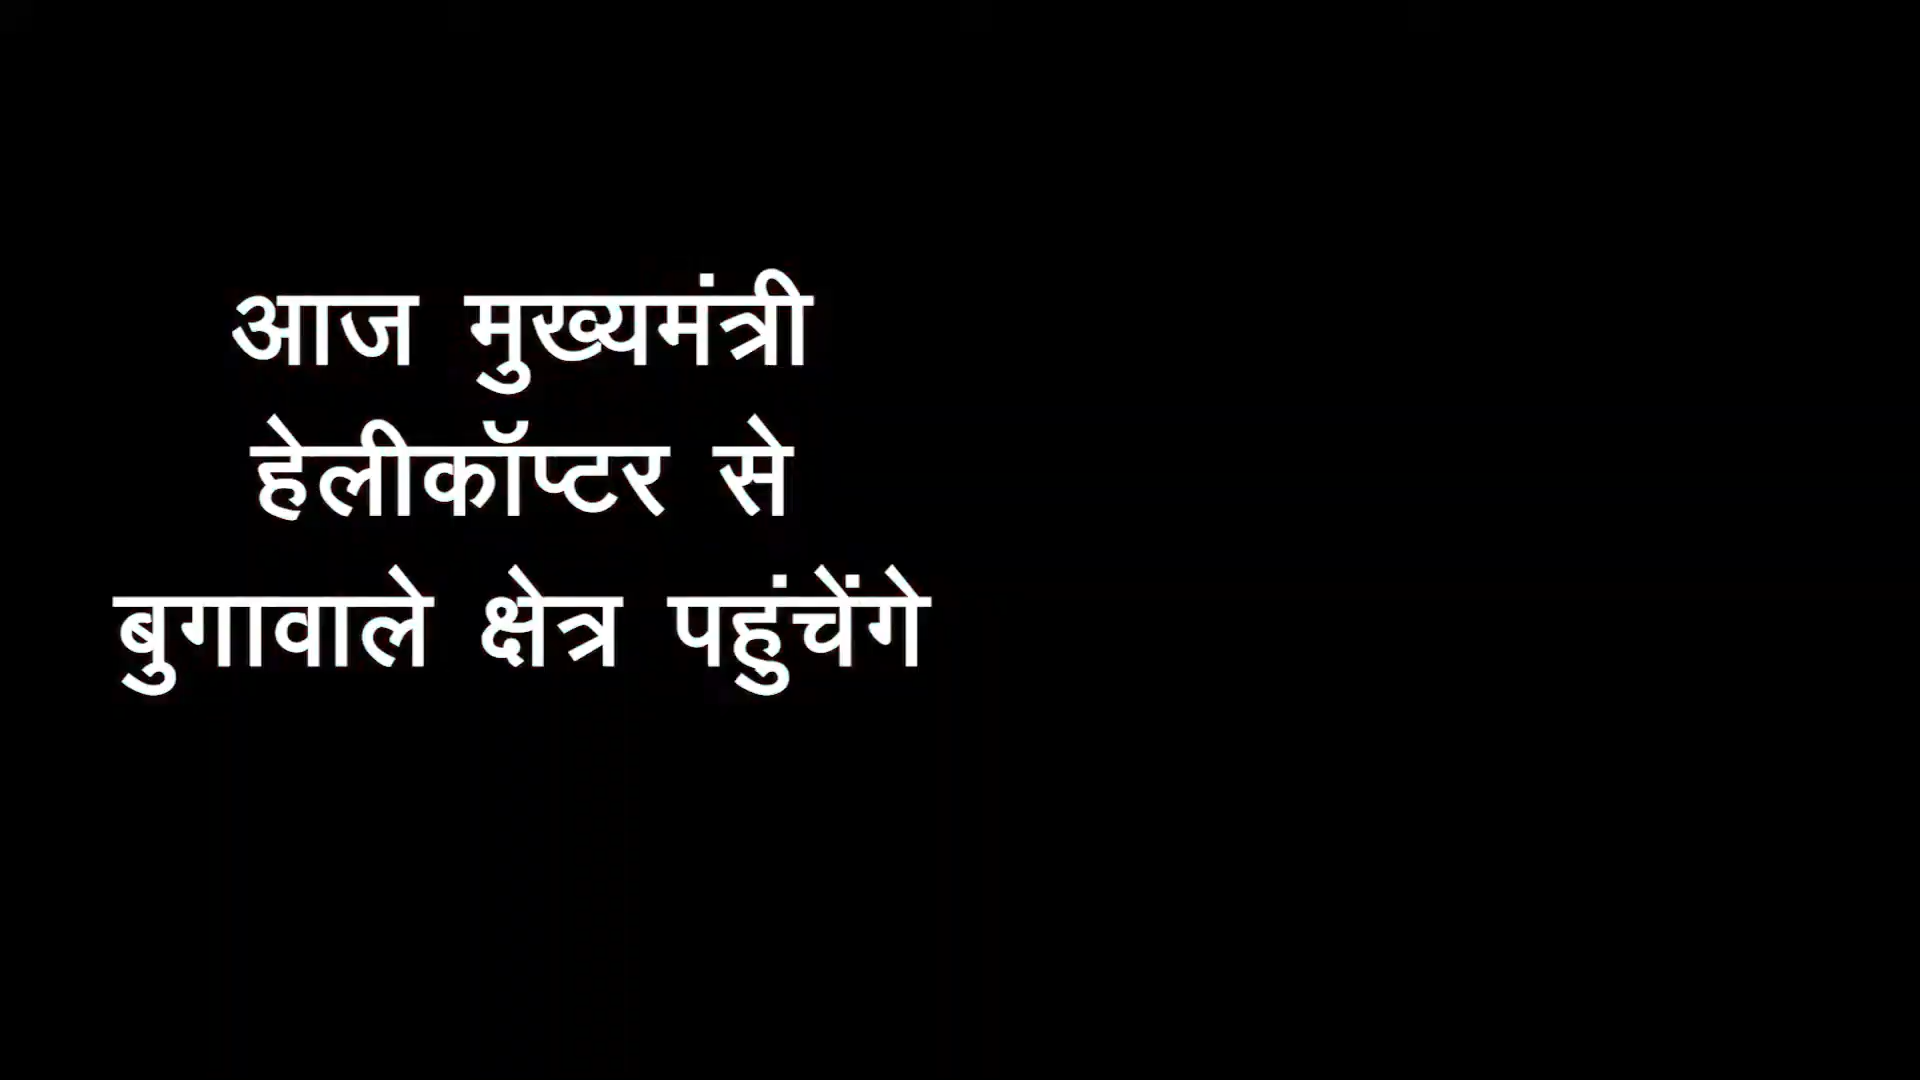 आज मुख्यमंत्री
हेलीकॉप्टर से
बुगावाले क्षेत्र पहुंचेंगे